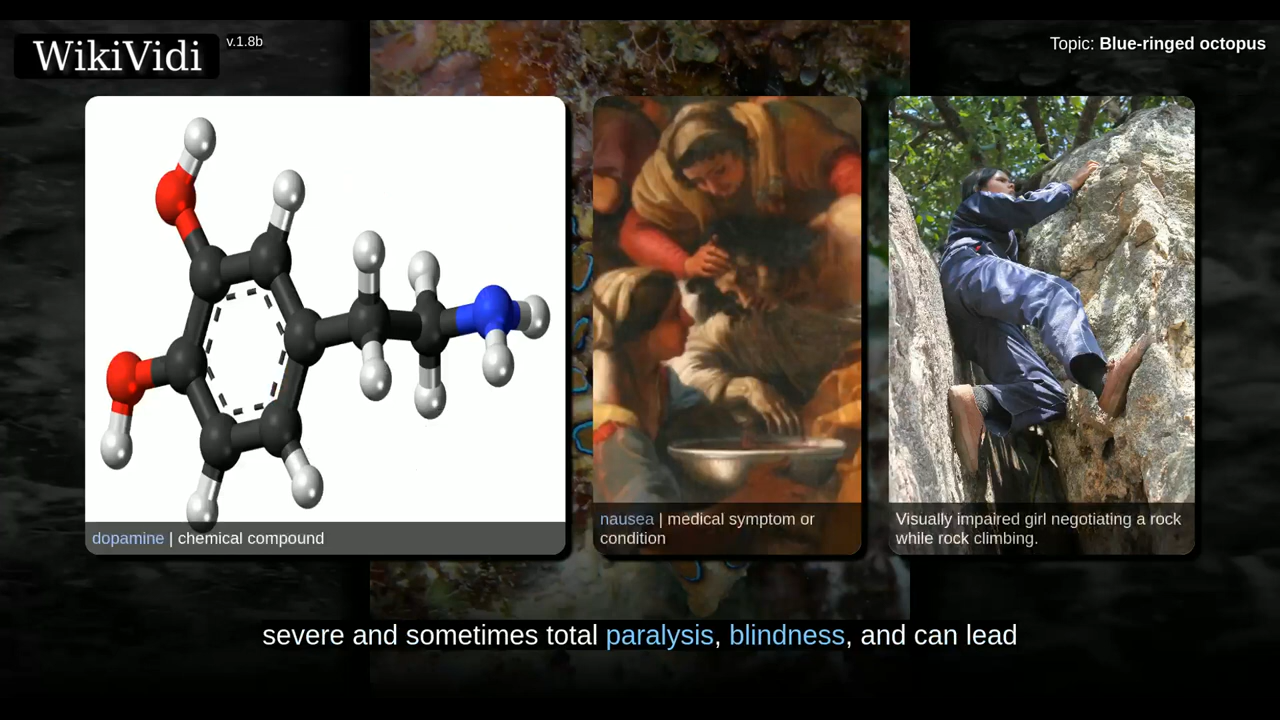 WikiVidi
v.1.8b
Topic: Blue-ringed octopus
dopamine | chemical compound
nausea | medical symptom or
condition
Visually impaired girl negotiating a rock
while rock climbing.
severe and sometimes total paralysis, blindness, and can lead